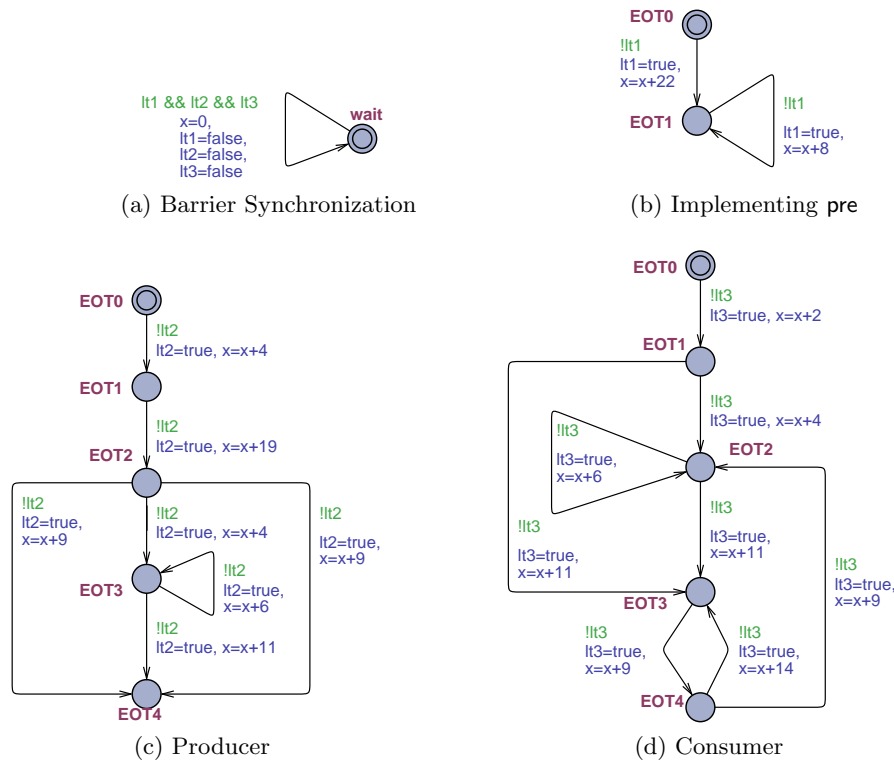 lt1 && lt2 && lt3
x=0,
lt1=false,
lt2=false,
lt3=false
wait
(a) Barrier Synchronization
EOT0
!lt1
lt1=true,
x=x+22
EOT1
!lt1
lt1=true,
x=x+8
(b) Implementing pre
EOT0
!lt2
lt2=true, x=x+4
EOT1
!lt2
lt2=true, x=x+19
EOT2
!lt2
lt2=true,
x=x+9
!lt2
lt2=true, x=x+4
!lt2
lt2=true,
x=x+9
EOT3
!lt2
lt2=true,
x=x+6
!lt2
lt2=true, x=x+11
EOT4
(c) Producer
EOT0
!lt3
lt3=true, x=x+2
EOT1
!lt3
lt3=true, x=x+4
!lt3
lt3=true,
x=x+6
EOT2
!lt3
lt3=true,
x=x+11
!lt3
lt3=true,
x=x+11
EOT3
!lt3
lt3=true,
x=x+9
!lt3
lt3=true,
x=x+9
!lt3
lt3=true,
x=x+14
EOT4
(d) Consumer